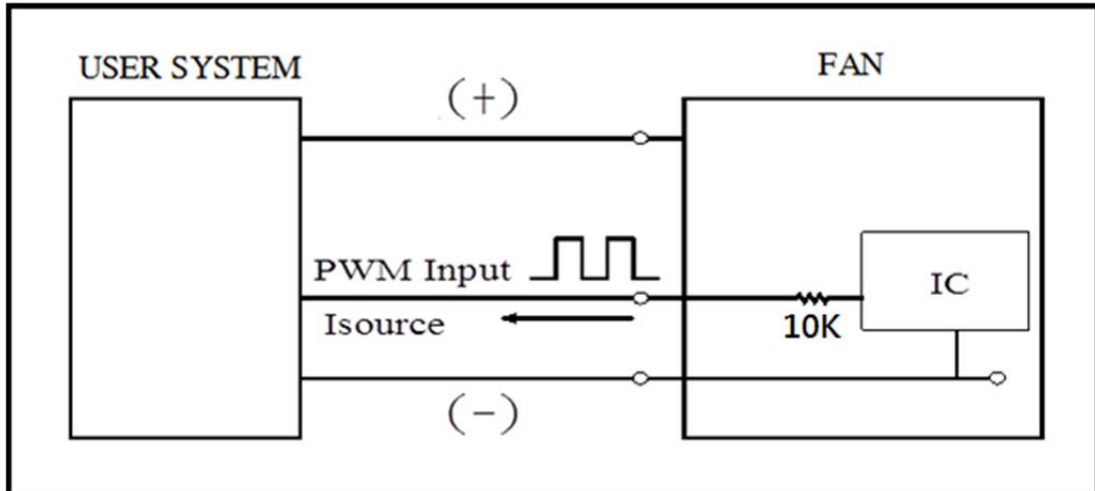 USER SYSTEM
FAN
(+)
PWM Input
IC
Isource
10K
(-)